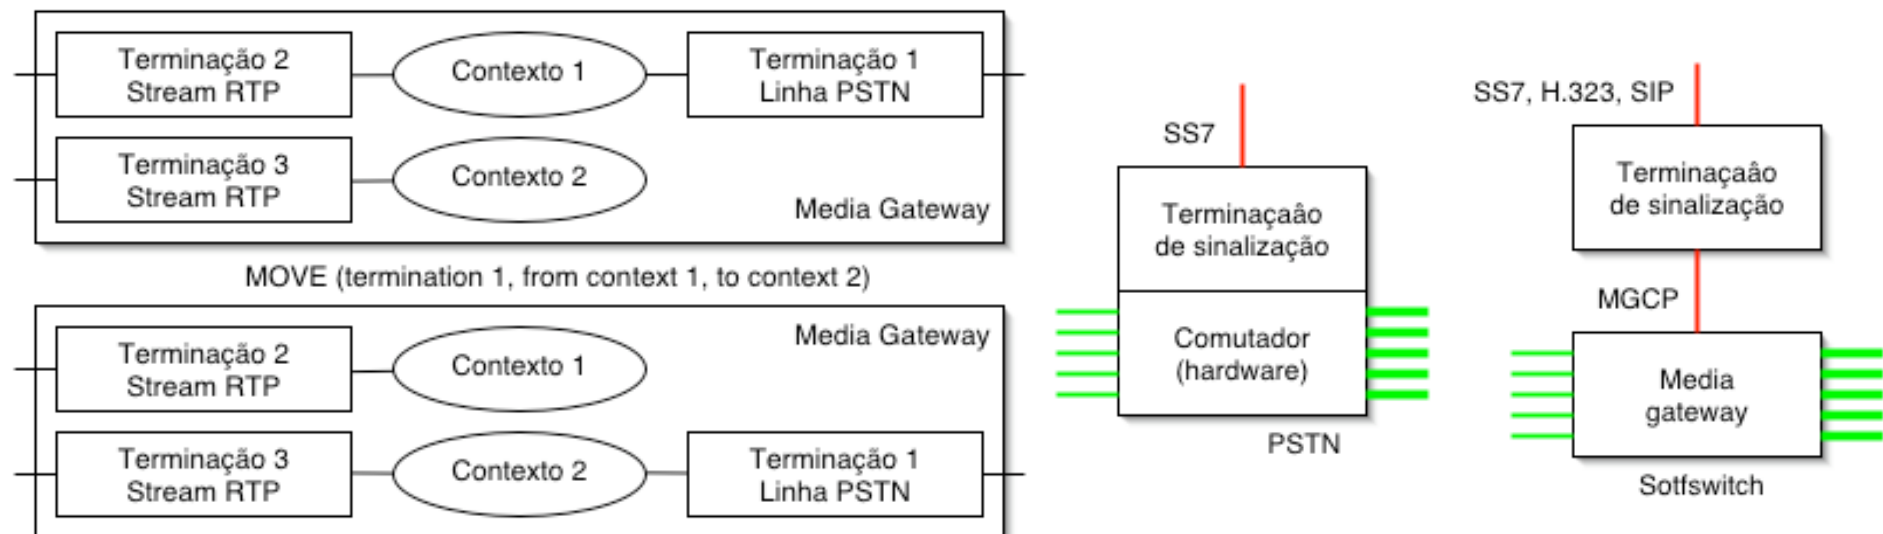 Terminação 2
Stream RTP
Contexto 1
Terminação 1
Linha PSTN
Terminação 3
Stream RTP
Contexto 2
Media Gateway
MOVE (termination 1, from context 1, to context 2)
Media Gateway
Terminação 2
Stream RTP
Contexto 1
Terminação 3
Stream RTP
Contexto 2
Terminação 1
Linha PSTN
SS7
Terminaçaâo
de sinalização
Comutador
(hardware)
PSTN
SS7, H.323, SIP
Terminaçaâo
de sinalização
MGCP
Media
gateway
Sotfswitch